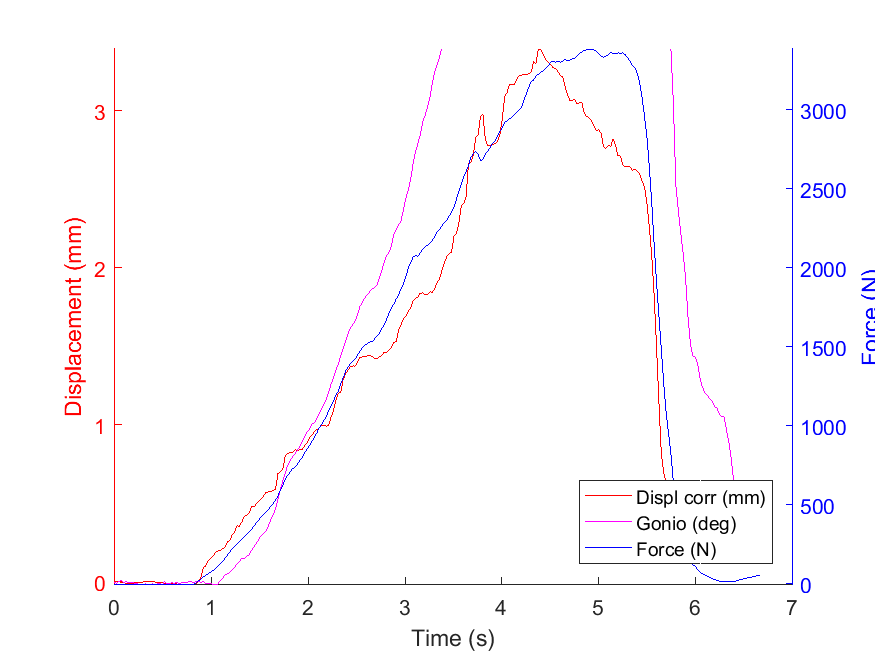 3
2
1
0
Displacement (mm)
3000
2500
2000
1500
1000
500
0
Force (N)
Displ corr (mm)
Gonio (deg)
Force (N)
0 1 2 3 4 5 6 7
Time (s)